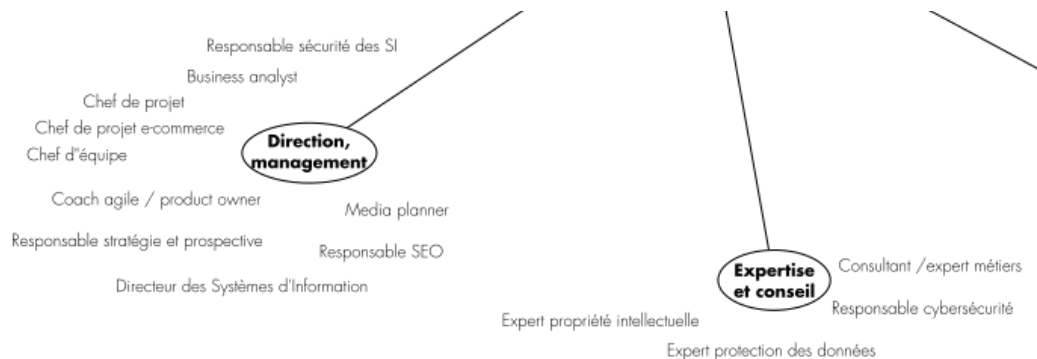 Responsable sécurité des SI
Business analyst
Chef de projet
Chef de projet e-commerce
Chef d"équipe
Direction,
management
Coach agile / product owner
Media planner
Responsable stratégie et prospective
Responsable SEO
Directeur des Systèmes d'Information
Expertise
et conseil
Consultant /expert métiers
Responsable cybersécurité
Expert propriété intellectuelle
Expert protection des données